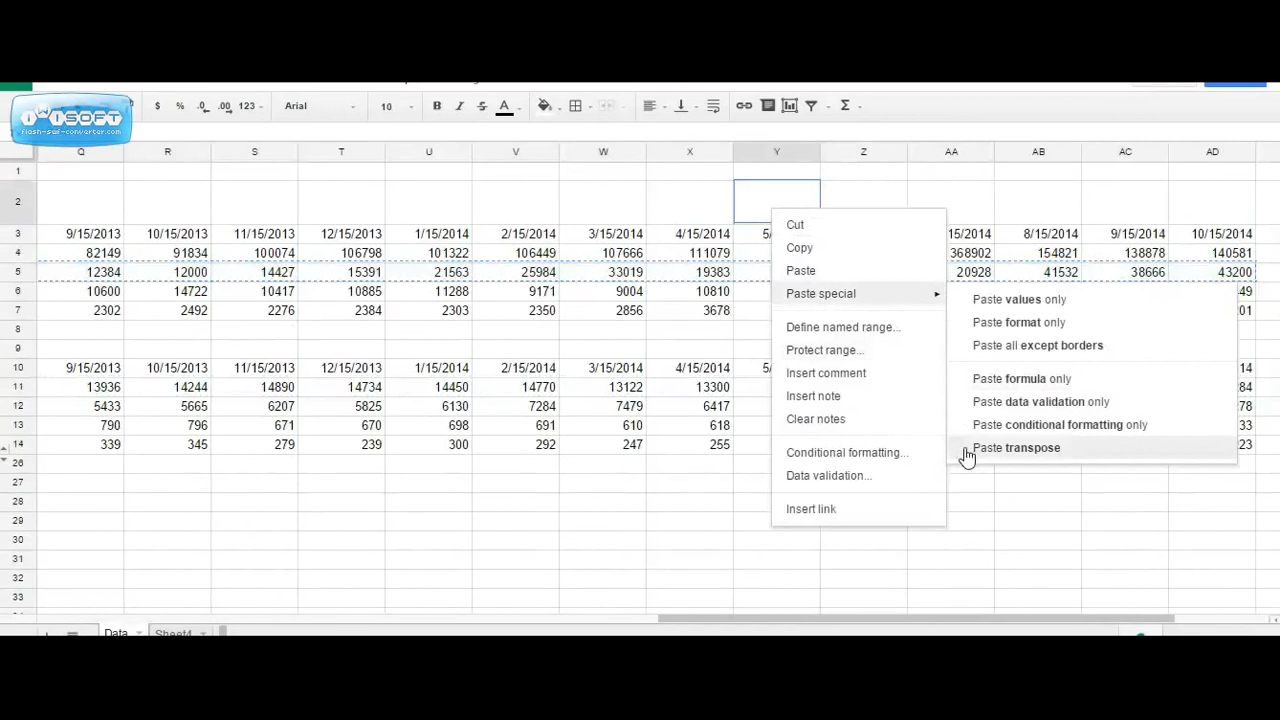 iWiSOFT
flash-swf-converter.com
$ % .0 .00 123 Arial 10 B I S A Σ
Q R S T U V W X Y Z AA AB AC AD
1
2
3 9/15/2013 10/15/2013 11/15/2013 12/15/2013 1/15/2014 2/15/2014 3/15/2014 4/15/2014 5/ 15/2014 8/15/2014 9/15/2014 10/15/2014
4 82149 91834 100074 106798 101322 106449 107666 111079 368902 154821 138878 140581
5 12384 12000 14427 15391 21563 25984 33019 19383 20928 41532 38666 43200
6 10600 14722 10417 10885 11288 9171 9004 10810 49
7 2302 2492 2276 2384 2303 2350 2856 3678 01
8
9
10 9/15/2013 10/15/2013 11/15/2013 12/15/2013 1/15/2014 2/15/2014 3/15/2014 4/15/2014 5/ 14
11 13936 14244 14890 14734 14450 14770 13122 13300 84
12 5433 5665 6207 5825 6130 7284 7479 6417 78
13 790 796 671 670 698 691 610 618 33
14 339 345 279 239 300 292 247 255 23
26
27
28
29
30
31
32
33
Cut
Copy
Paste
Paste special
Define named range...
Protect range...
Insert comment
Insert note
Clear notes
Conditional formatting...
Data validation...
Insert link
Paste values only
Paste format only
Paste all except borders
Paste formula only
Paste data validation only
Paste conditional formatting only
Paste transpose
Data Sheet4